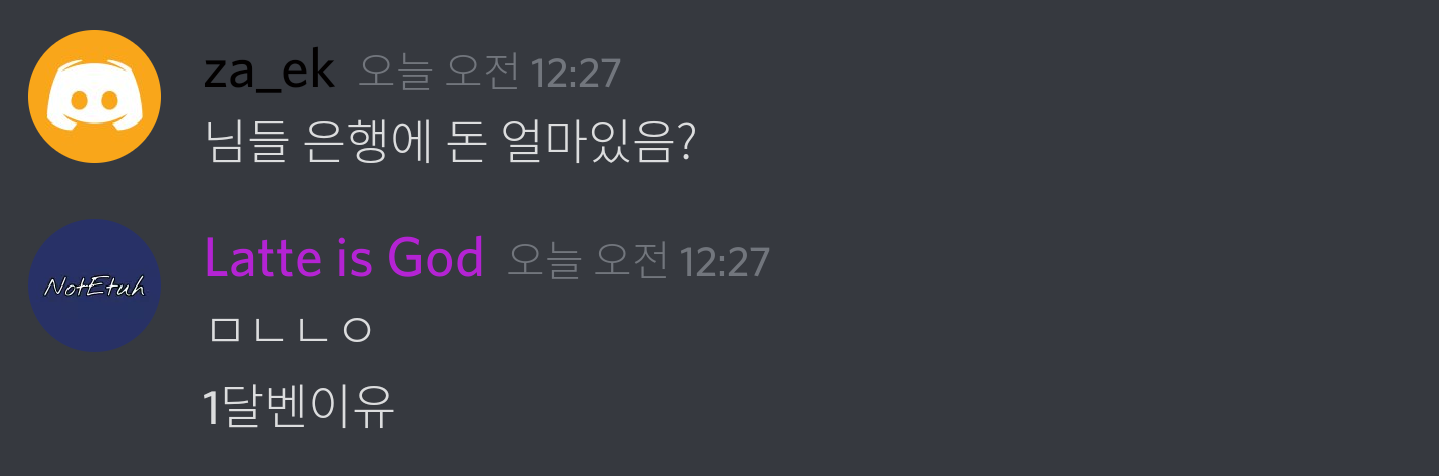 za_ek 오늘 오전 12:27
님들 은행에 돈 얼마있음?
Latte is God 오늘 오전 12:27
NotEtuh
ㅁㄴㄴㅇ
1달벤이유